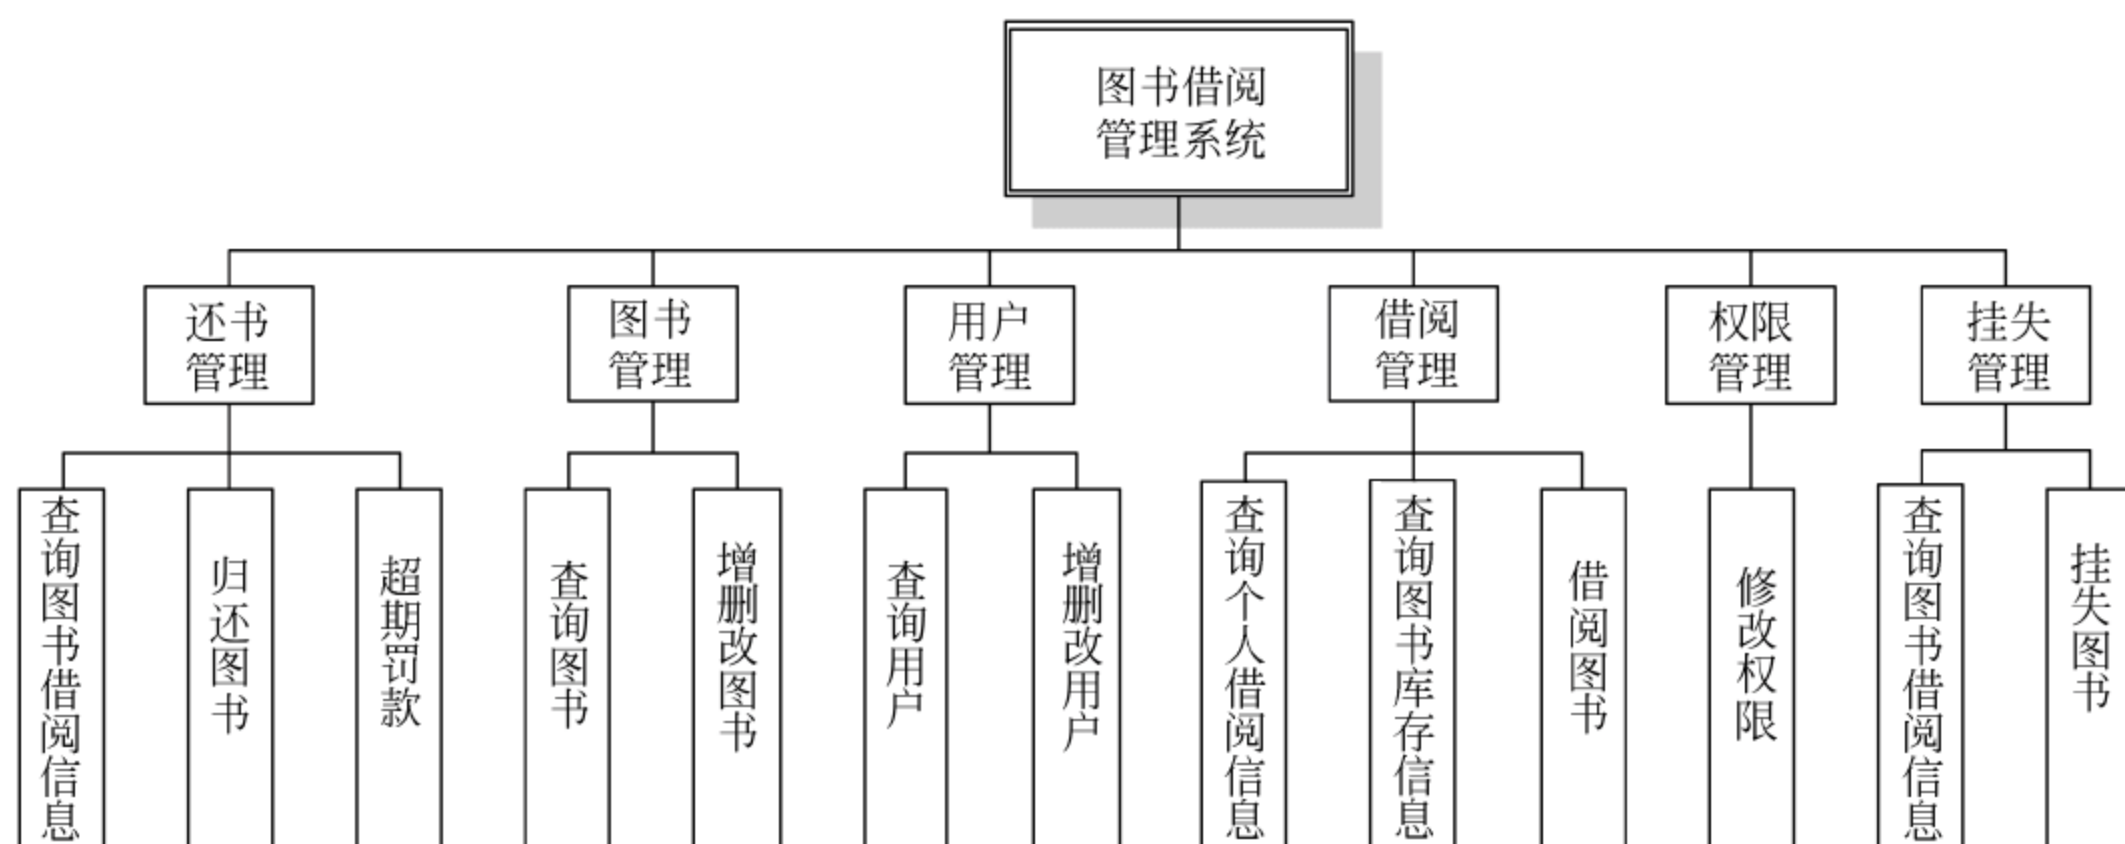 图书借阅
管理系统
还书
管理
图书
管理
用户
管理
借阅
管理
权限
管理
挂失
管理
查询图书借阅信息
归还图书
超期罚款
查询图书
增删改图书
查询用户
增删改用户
查询个人借阅信息
查询图书库存信息
借阅图书
修改权限
查询图书借阅信息
挂失图书